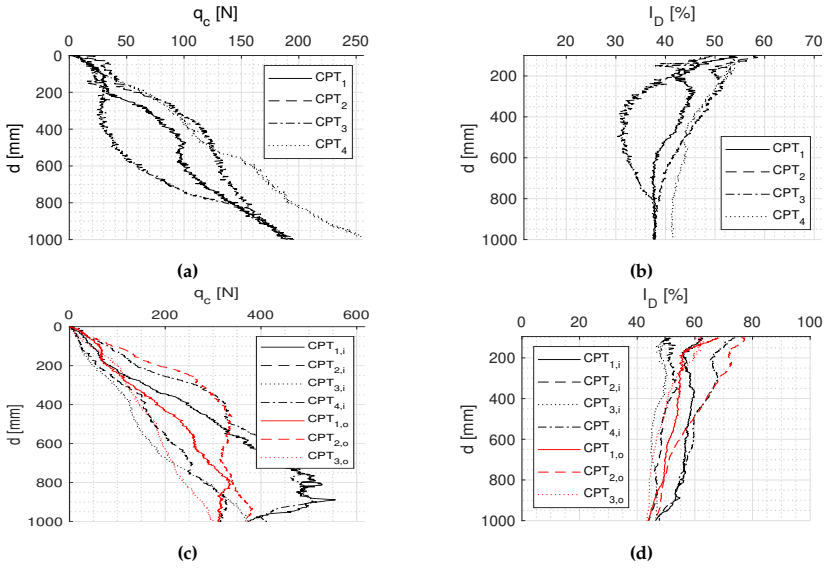 q_c [N]
0 50 100 150 200 250
0
200
400
600
800
1000
d [mm]
CPT_1
CPT_2
CPT_3
CPT_4
(a)
I_D [%]
20 30 40 50 60 70
200
400
600
800
1000
d [mm]
CPT_1
CPT_2
CPT_3
CPT_4
(b)
q_c [N]
0 200 400 600
0
200
400
600
800
1000
d [mm]
CPT_1,i
CPT_2,i
CPT_3,i
CPT_4,i
CPT_1,o
CPT_2,o
CPT_3,o
(c)
I_D [%]
0 20 40 60 80 100
200
400
600
800
1000
d [mm]
CPT_1,i
CPT_2,i
CPT_3,i
CPT_4,i
CPT_1,o
CPT_2,o
CPT_3,o
(d)